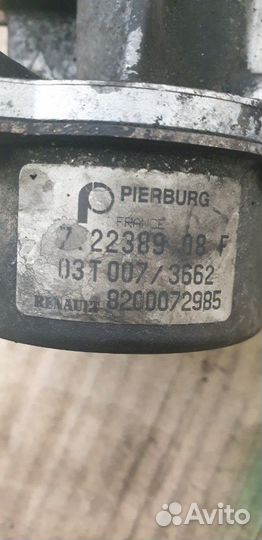 PIERBURG
FRANCE
7.22389 08 F
03T007/3662
RENAULT 8200072985
Avito